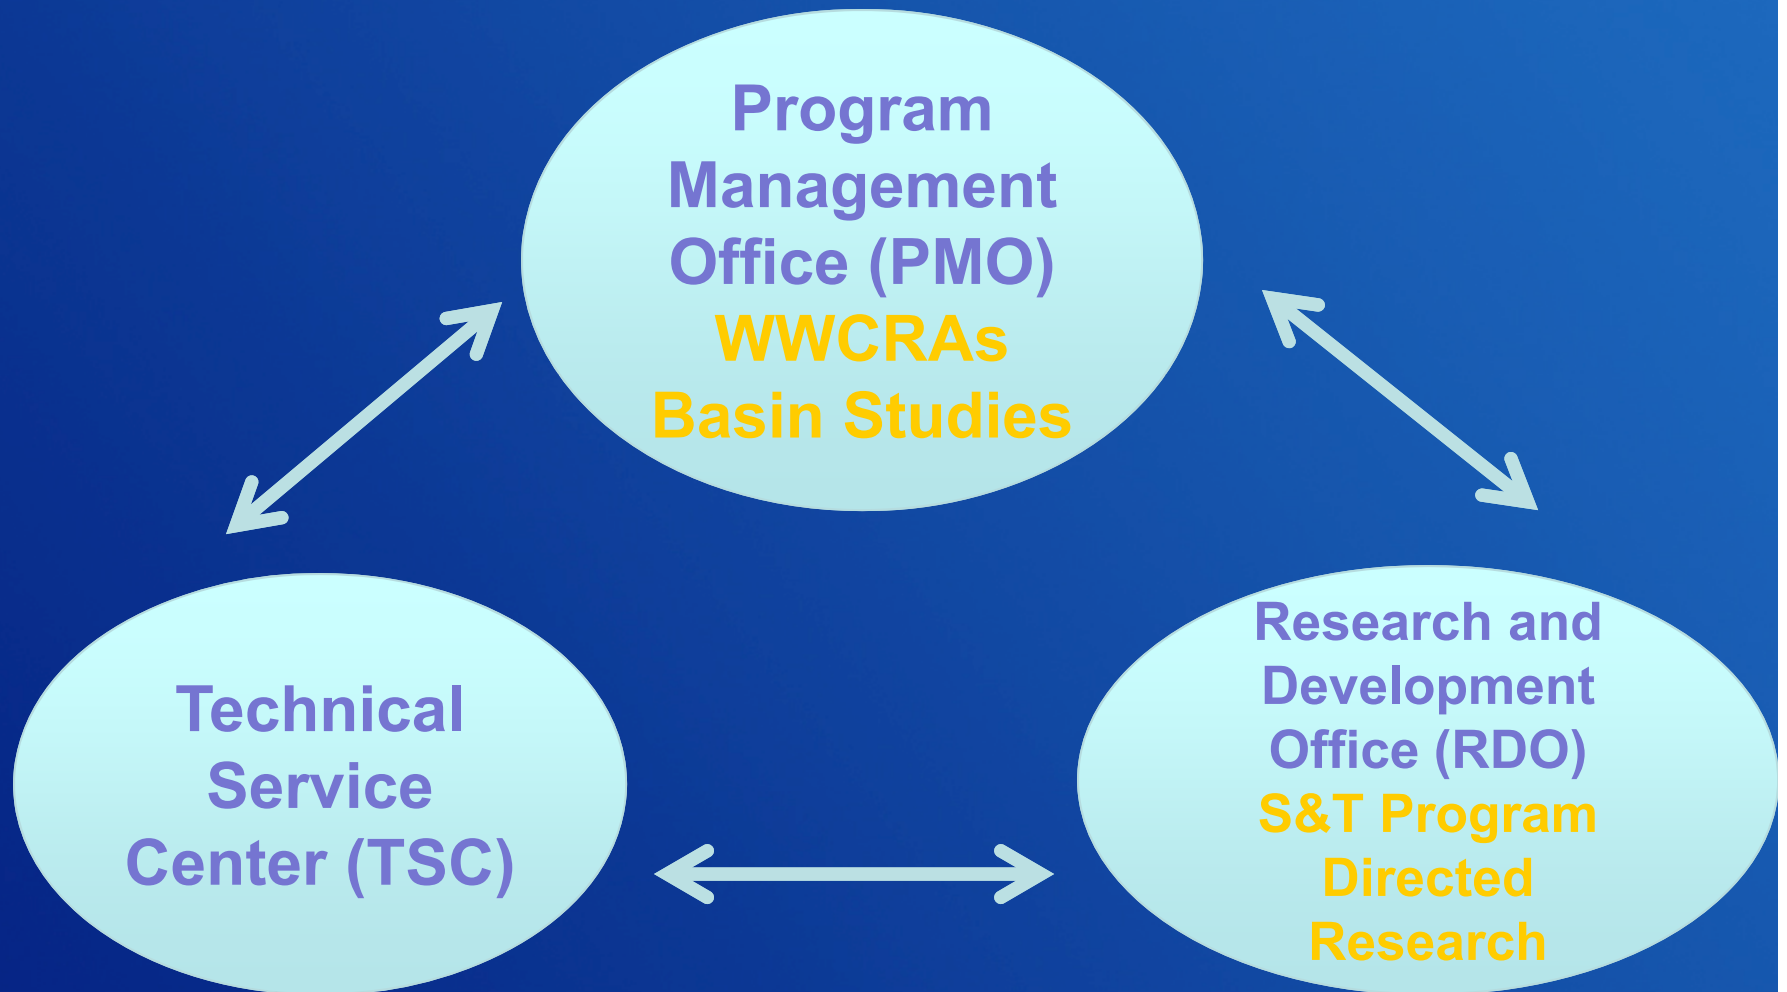 Program
Management
Office (PMO)
WWCRAs
Basin Studies
Technical
Service
Center (TSC)
Research and
Development
Office (RDO)
S&T Program
Directed
Research